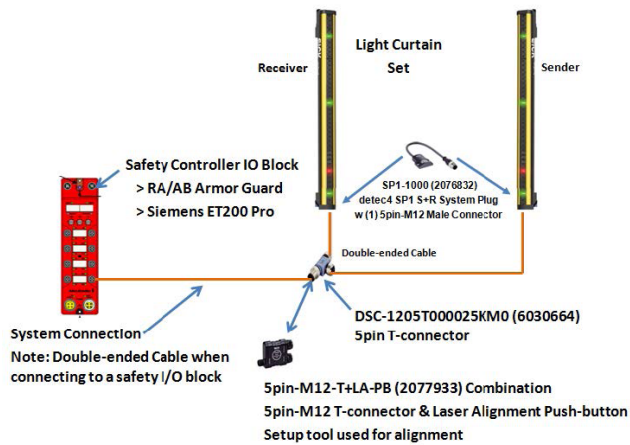 Light Curtain
Set
Receiver
Sender
Safety Controller IO Block
> RA/AB Armor Guard
> Siemens ET200 Pro
SP1-1000 (2076832)
detec4 SP1 S+R System Plug
w (1) 5pin-M12 Male Connector
Double-ended Cable
DSC-1205T000025KM0 (6030664)
5pin T-connector
System Connection
Note: Double-ended Cable when
connecting to a safety I/O block
5pin-M12-T+LA-PB (2077933) Combination
5pin-M12 T-connector & Laser Alignment Push-button
Setup tool used for alignment